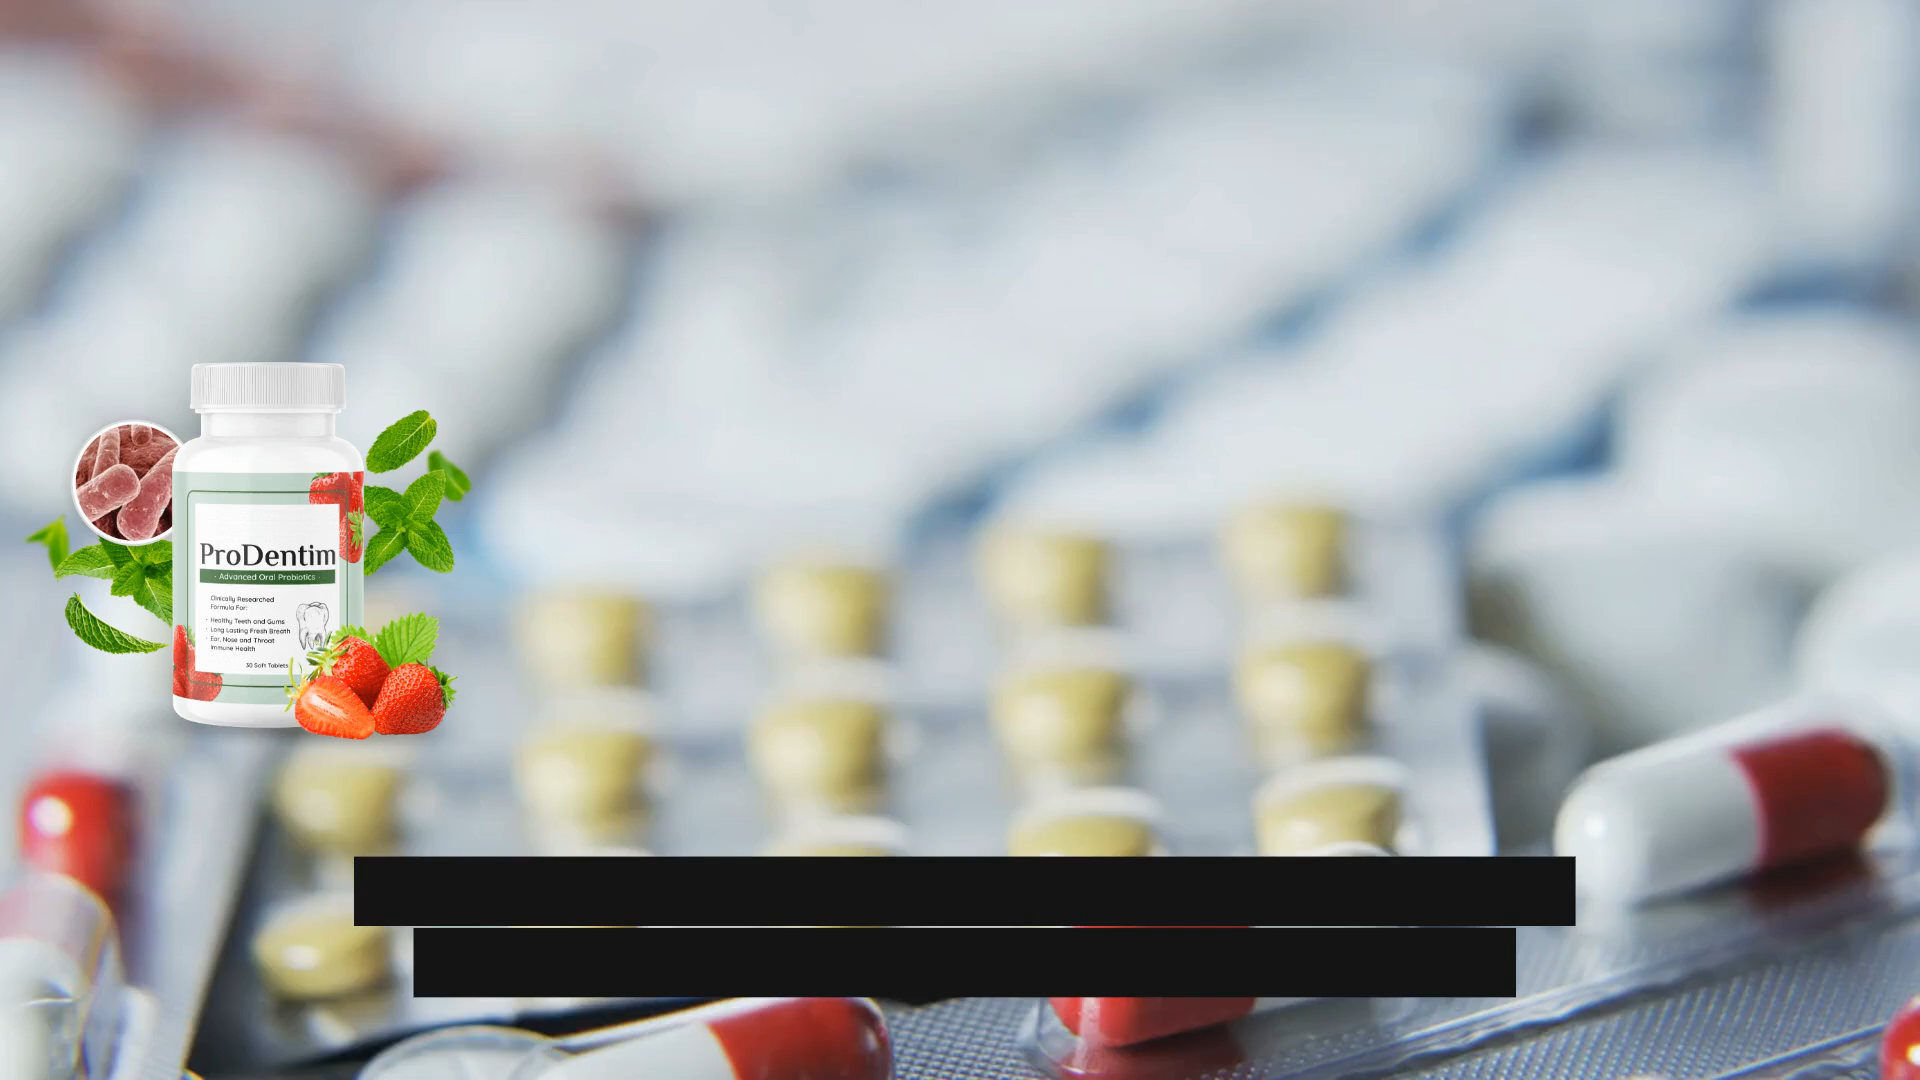 ProDentim
· Advanced Oral Probiotics ·
Clinically Researched
Formula For:
· Healthy Teeth and Gums
· Long Lasting Fresh Breath
· Ear, Nose and Throat
Immune Health
30 Soft Tablets